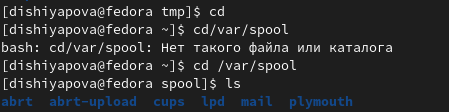 [dishiyapova@fedora tmp]$ cd
[dishiyapova@fedora ~]$ cd/var/spool
bash: cd/var/spool: Нет такого файла или каталога
[dishiyapova@fedora ~]$ cd /var/spool
[dishiyapova@fedora spool]$ ls
abrt  abrt-upload  cups  lpd  mail  plymouth